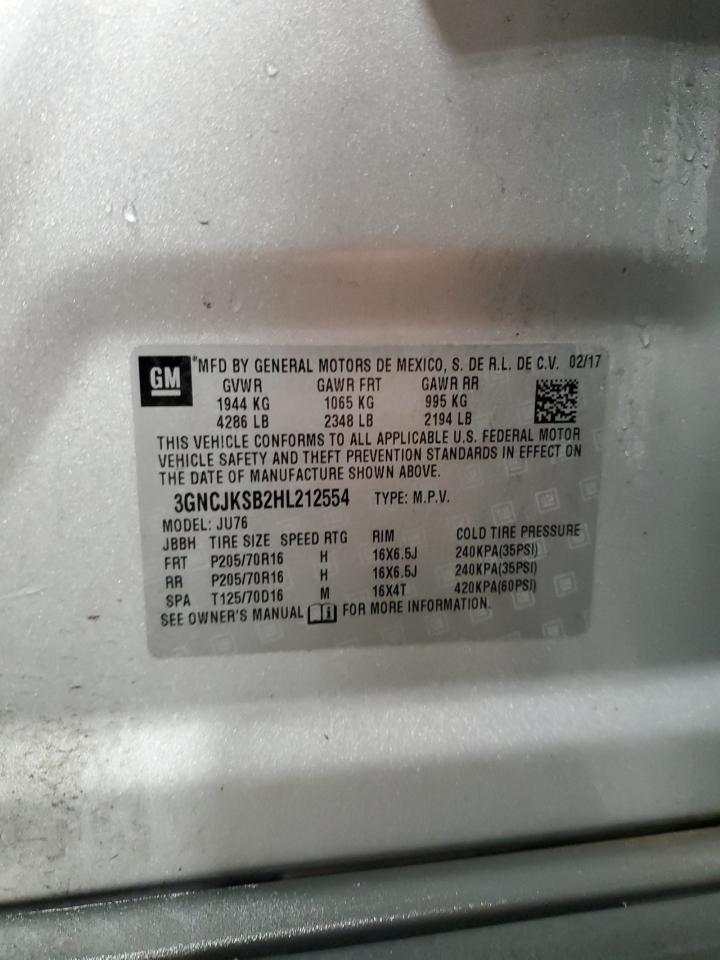 GM
*MFD BY GENERAL MOTORS DE MEXICO, S. DE R.L. DE C.V. 02/17
GVWR GAWR FRT GAWR RR
1944 KG 1065 KG 995 KG
4286 LB 2348 LB 2194 LB
THIS VEHICLE CONFORMS TO ALL APPLICABLE U.S. FEDERAL MOTOR
VEHICLE SAFETY AND THEFT PREVENTION STANDARDS IN EFFECT ON
THE DATE OF MANUFACTURE SHOWN ABOVE.
3GNCJKSB2HL212554 TYPE: M.P.V.
MODEL: JU76
JBBH TIRE SIZE SPEED RTG RIM COLD TIRE PRESSURE
FRT P205/70R16 H 16X6.5J 240KPA(35PSI)
RR P205/70R16 H 16X6.5J 240KPA(35PSI)
SPA T125/70D16 M 16X4T 420KPA(60PSI)
SEE OWNER'S MANUAL FOR MORE INFORMATION.